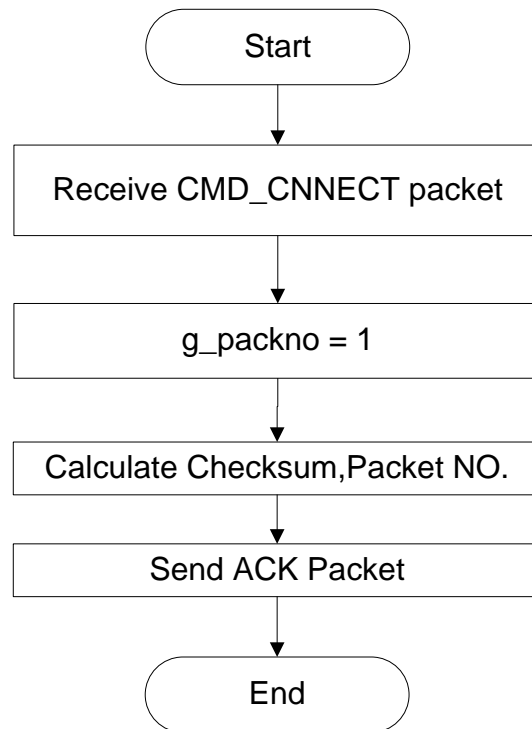 Start
Receive CMD_CNNECT packet
g_packno = 1
Calculate Checksum,Packet NO.
Send ACK Packet
End